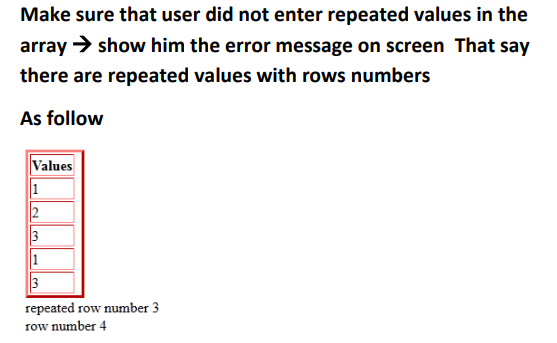 Make sure that user did not enter repeated values in the
array → show him the error message on screen That say
there are repeated values with rows numbers
As follow
Values
1
2
3
1
3
repeated row number 3
row number 4